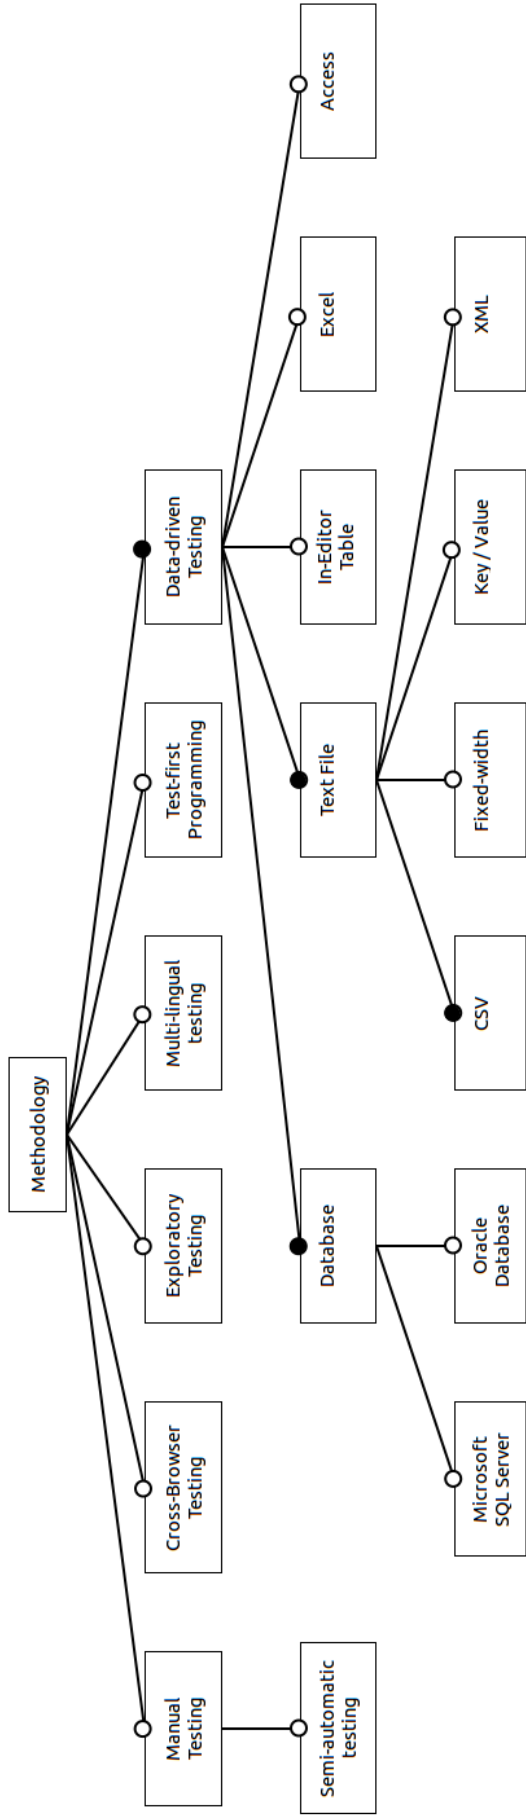 Methodology
Manual
Testing
Cross-Browser
Testing
Exploratory
Testing
Multi-lingual
testing
Test-first
Programming
Data-driven
Testing
Semi-automatic
testing
Database
Text File
In-Editor
Table
Excel
Access
Microsoft
SQL Server
Oracle
Database
CSV
Fixed-width
Key / Value
XML